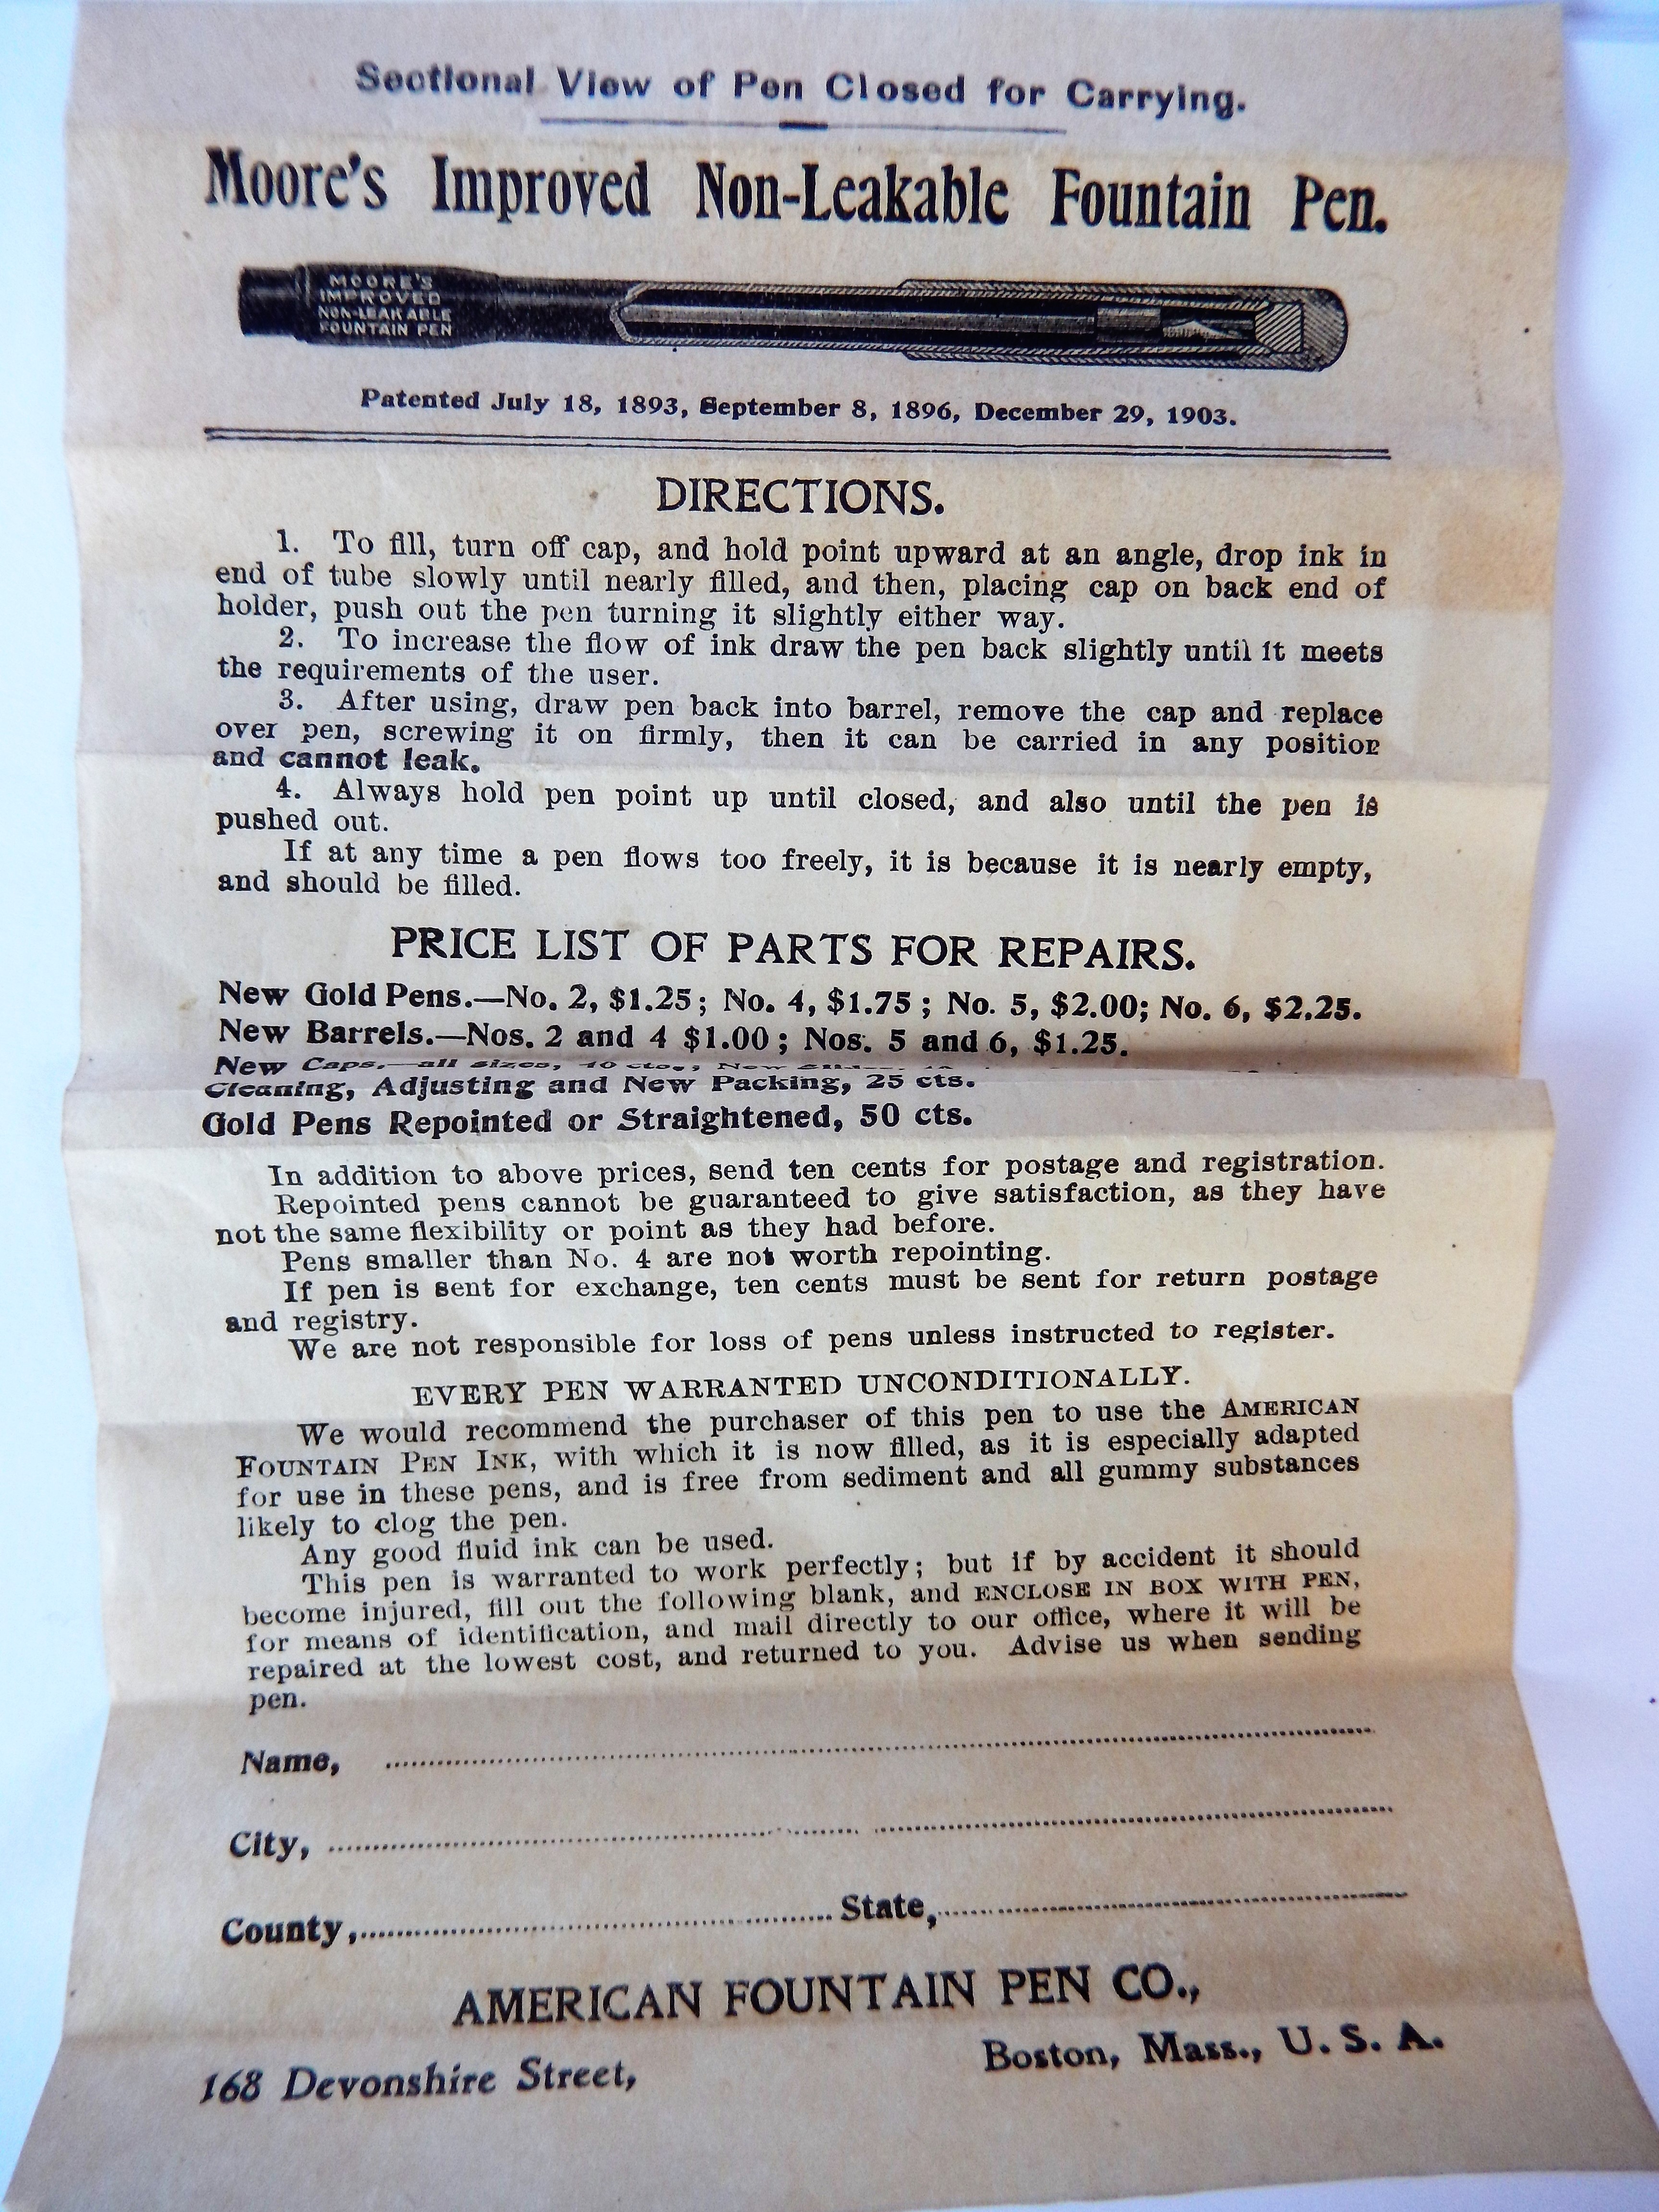 Sectional View of Pen Closed for Carrying.
Moore's Improved Non-Leakable Fountain Pen.
MOORE'S
IMPROVED
NON-LEAKABLE
FOUNTAIN PEN
Patented July 18, 1893, September 8, 1896, December 29, 1903.
DIRECTIONS.
1. To fill, turn off cap, and hold point upward at an angle, drop ink in
end of tube slowly until nearly filled, and then, placing cap on back end of
holder, push out the pen turning it slightly either way.
2. To increase the flow of ink draw the pen back slightly until it meets
the requirements of the user.
3. After using, draw pen back into barrel, remove the cap and replace
over pen, screwing it on firmly, then it can be carried in any position
and cannot leak.
4. Always hold pen point up until closed, and also until the pen is
pushed out.
If at any time a pen flows too freely, it is because it is nearly empty,
and should be filled.
PRICE LIST OF PARTS FOR REPAIRS.
New Gold Pens.—No. 2, $1.25; No. 4, $1.75; No. 5, $2.00; No. 6, $2.25.
New Barrels.—Nos. 2 and 4 $1.00; Nos. 5 and 6, $1.25.
New Caps,—all sizes, 40 cts., New
Cleaning, Adjusting and New Packing, 25 cts.
Gold Pens Repointed or Straightened, 50 cts.
In addition to above prices, send ten cents for postage and registration.
Repointed pens cannot be guaranteed to give satisfaction, as they have
not the same flexibility or point as they had before.
Pens smaller than No. 4 are not worth repointing.
If pen is sent for exchange, ten cents must be sent for return postage
and registry.
We are not responsible for loss of pens unless instructed to register.
EVERY PEN WARRANTED UNCONDITIONALLY.
We would recommend the purchaser of this pen to use the AMERICAN
FOUNTAIN PEN INK, with which it is now filled, as it is especially adapted
for use in these pens, and is free from sediment and all gummy substances
likely to clog the pen.
Any good fluid ink can be used.
This pen is warranted to work perfectly; but if by accident it should
become injured, fill out the following blank, and ENCLOSE IN BOX WITH PEN,
for means of identification, and mail directly to our office, where it will be
repaired at the lowest cost, and returned to you. Advise us when sending
pen.
Name,
City,
County, State,
AMERICAN FOUNTAIN PEN CO.,
168 Devonshire Street, Boston, Mass., U. S. A.